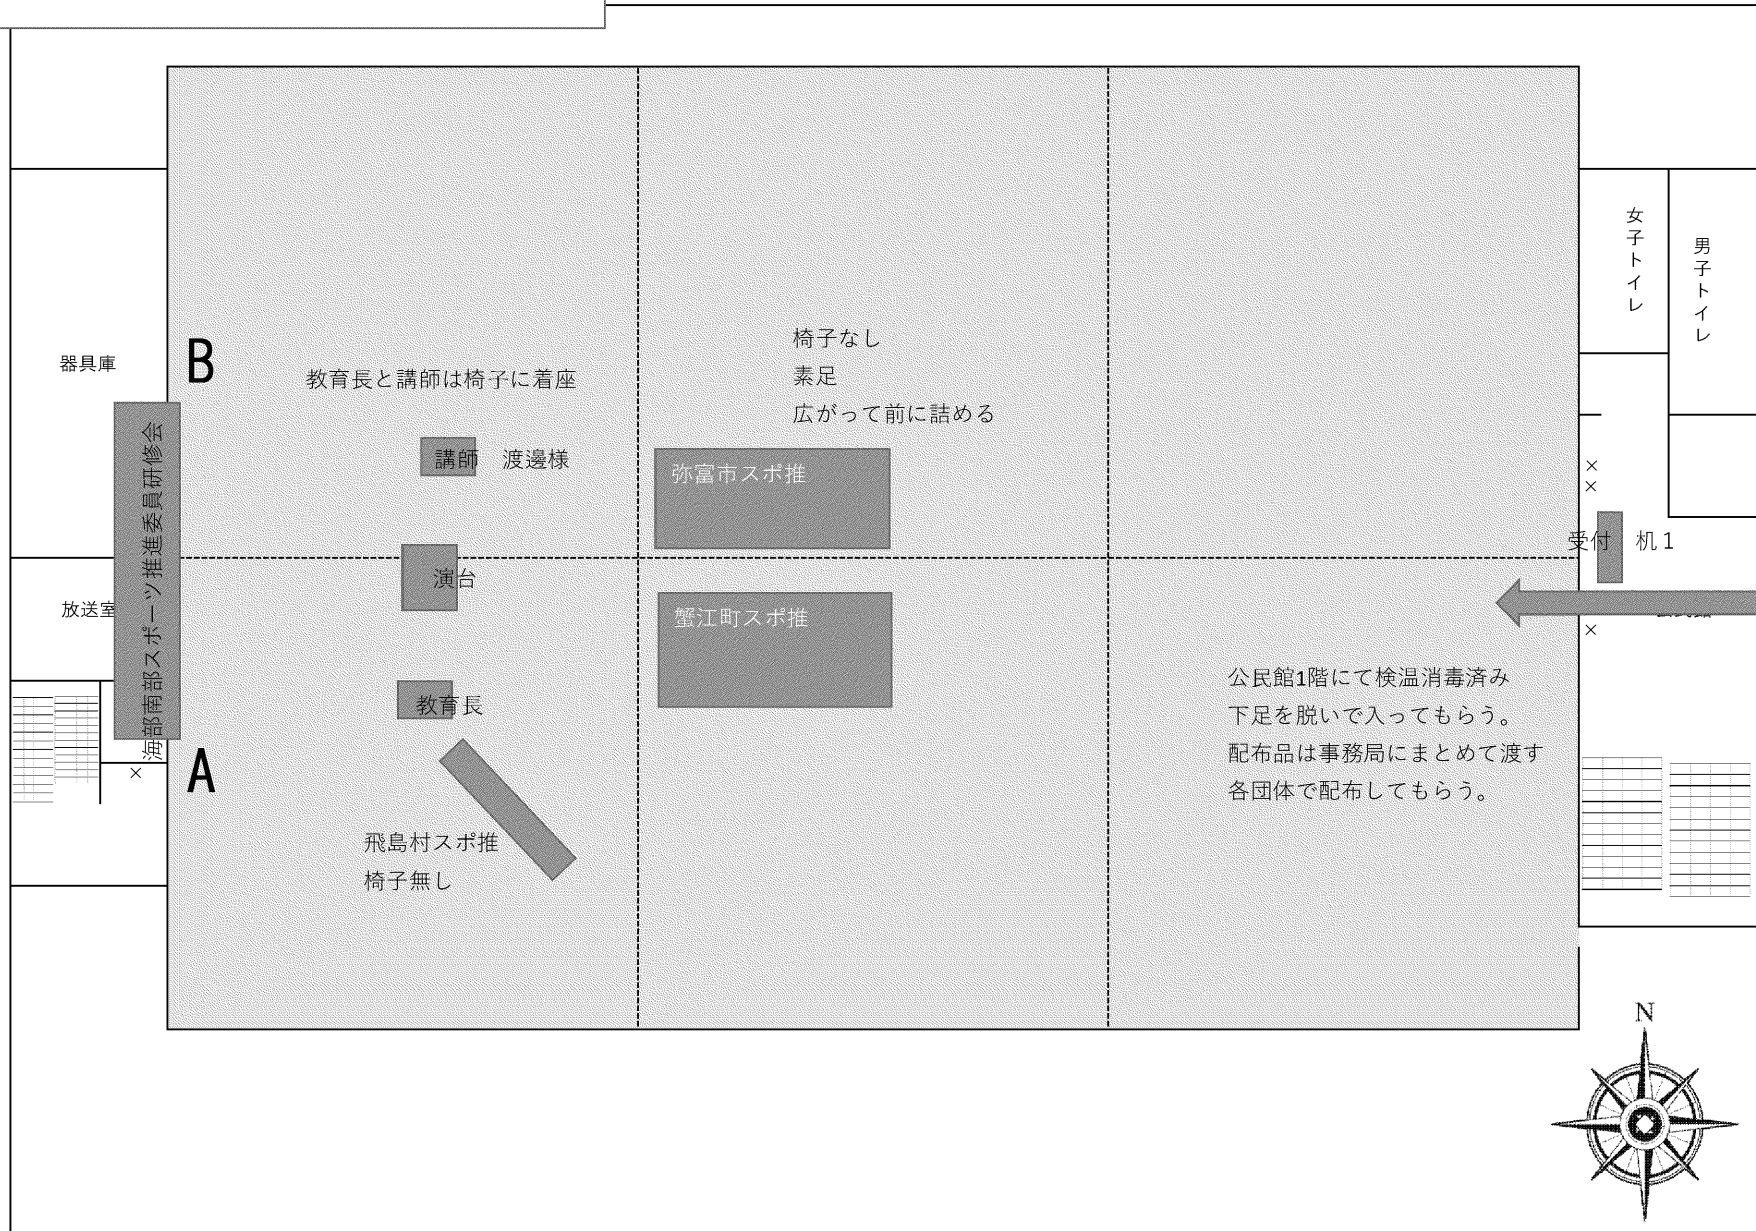 女子トイレ
男子トイレ
器具庫
B
教育長と講師は椅子に着座
椅子なし
素足
広がって前に詰める
講師　渡邊様
弥富市スポ推
海部南部スポーツ推進委員研修会
受付　机１
演台
放送室
蟹江町スポ推
教育長
公民館1階にて検温消毒済み
下足を脱いで入ってもらう。
配布品は事務局にまとめて渡す
各団体で配布してもらう。
A
飛島村スポ推
椅子無し
N